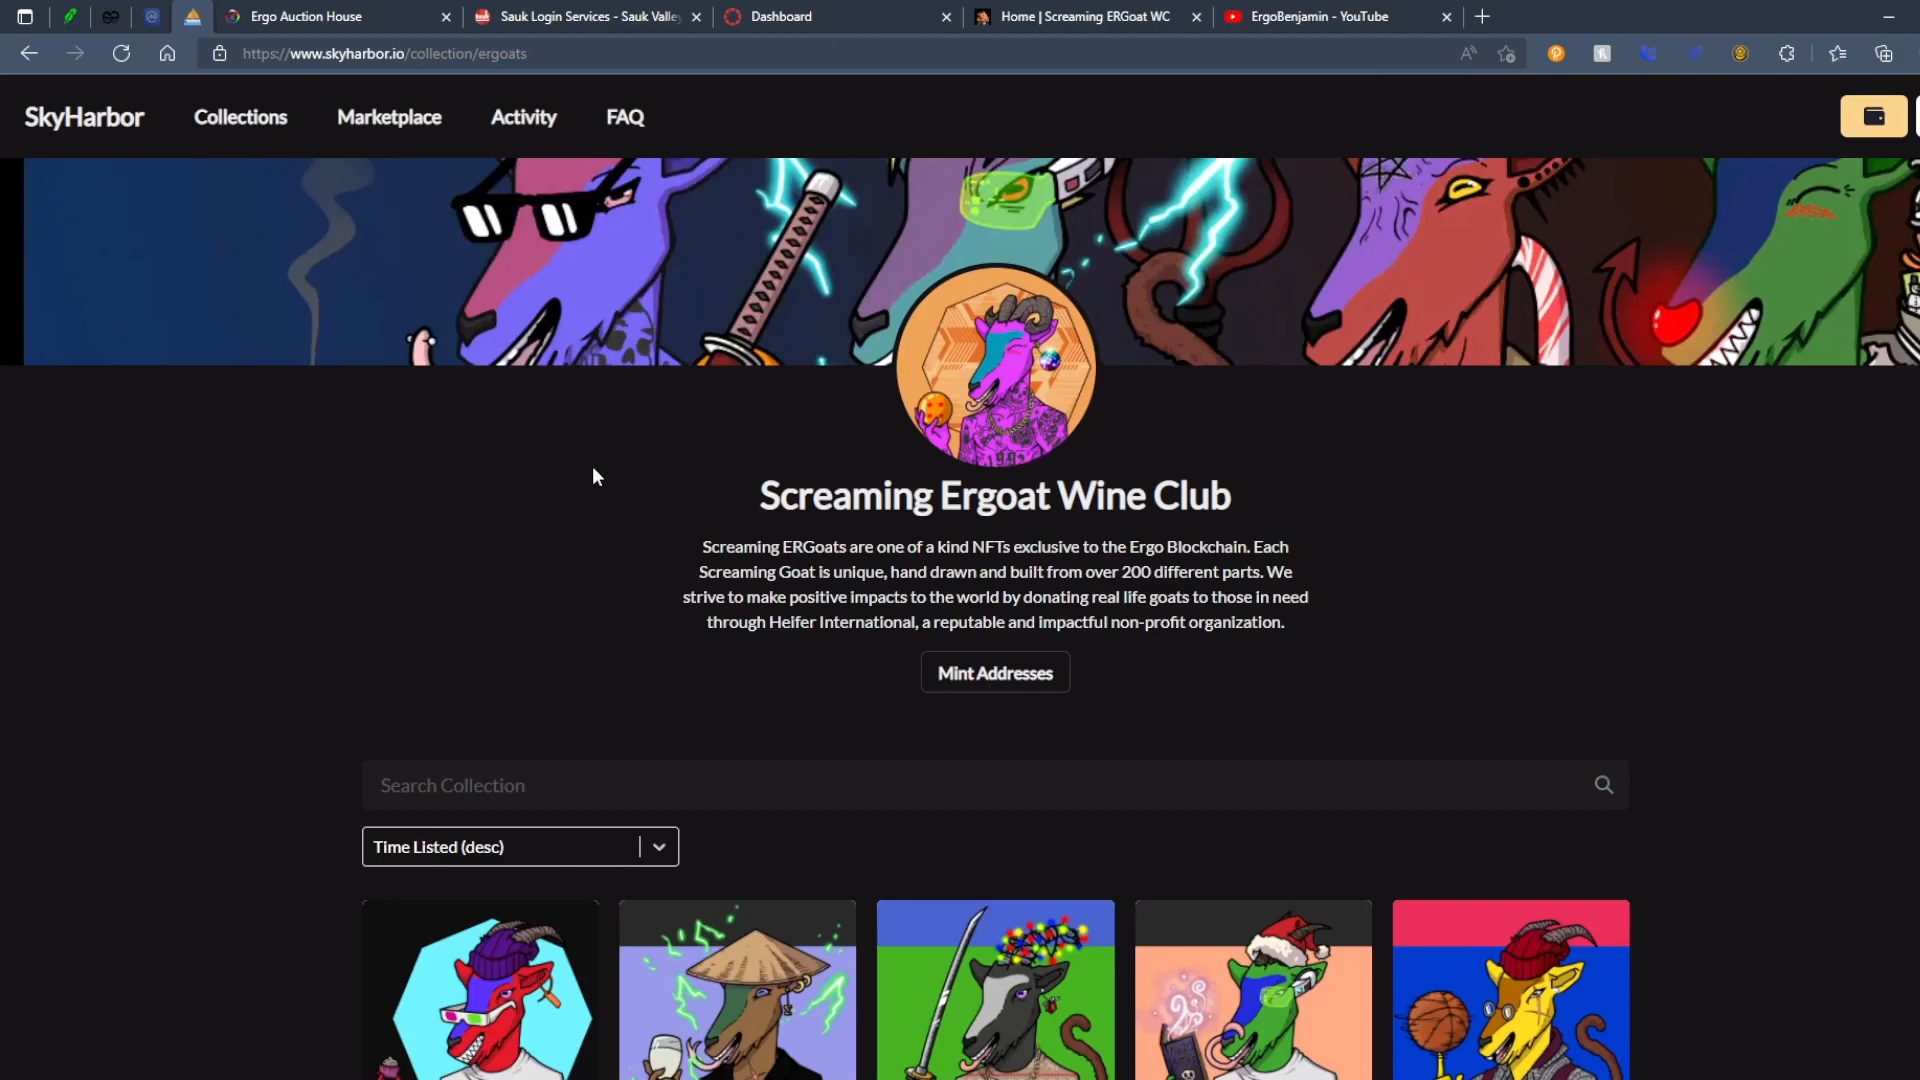 Ergo Auction House
Sauk Login Services - Sauk Valle
Dashboard
Home | Screaming ERGoat WC
ErgoBenjamin - YouTube
https://www.skyharbor.io/collection/ergoats
SkyHarbor
Collections
Marketplace
Activity
FAQ
Screaming Ergoat Wine Club
Screaming ERGoats are one of a kind NFTs exclusive to the Ergo Blockchain. Each
Screaming Goat is unique, hand drawn and built from over 200 different parts. We
strive to make positive impacts to the world by donating real life goats to those in need
through Heifer International, a reputable and impactful non-profit organization.
Mint Addresses
Search Collection
Time Listed (desc)